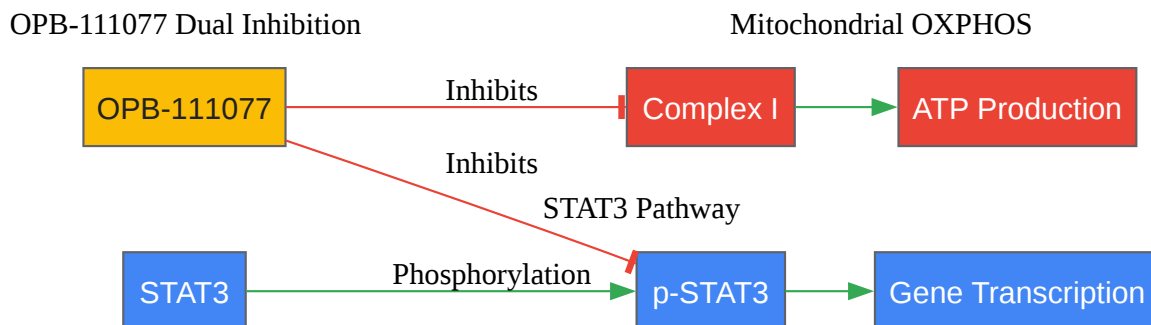 OPB-111077 Dual Inhibition
Mitochondrial OXPHOS
OPB-111077
Inhibits
Complex I
ATP Production
Inhibits
STAT3 Pathway
STAT3
Phosphorylation
p-STAT3
Gene Transcription